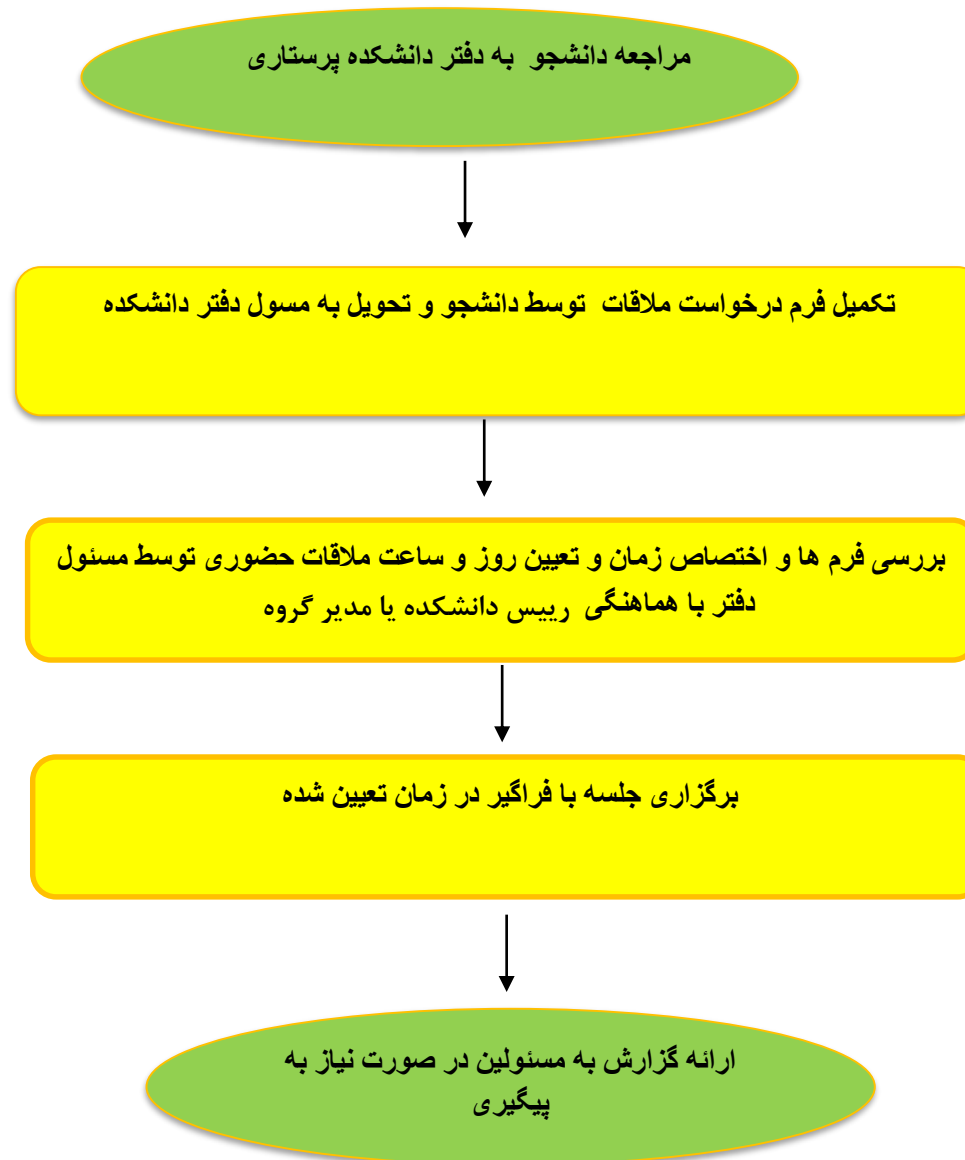 مراجعه دانشجو به دفتر دانشکده پرستاری
تکمیل فرم درخواست ملاقات توسط دانشجو و تحویل به مسول دفتر دانشکده
بررسی فرم ها و اختصاص زمان و تعیین روز و ساعت ملاقات حضوری توسط مسئول
دفتر با هماهنگی رییس دانشکده یا مدیر گروه
برگزاری جلسه با فراگیر در زمان تعیین شده
ارائه گزارش به مسئولین در صورت نیاز به
پیگیری